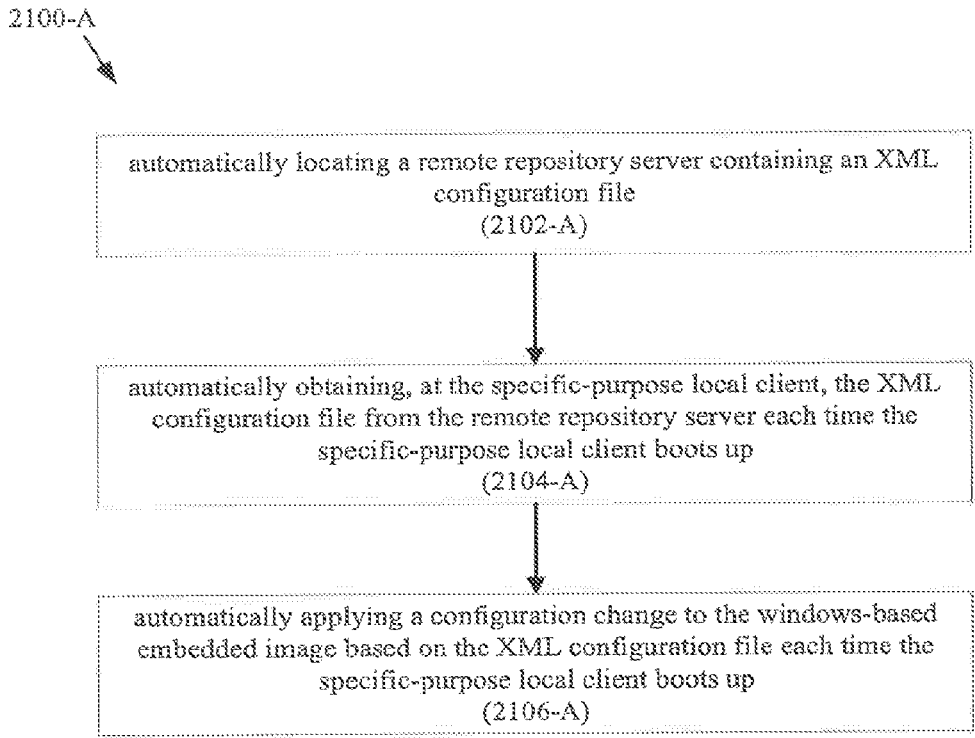 2100-A
automatically locating a remote repository server containing an XML
configuration file
(2102-A)
automatically obtaining, at the specific-purpose local client, the XML
configuration file from the remote repository server each time the
specific-purpose local client boots up
(2104-A)
automatically applying a configuration change to the windows-based
embedded image based on the XML configuration file each time the
specific-purpose local client boots up
(2106-A)